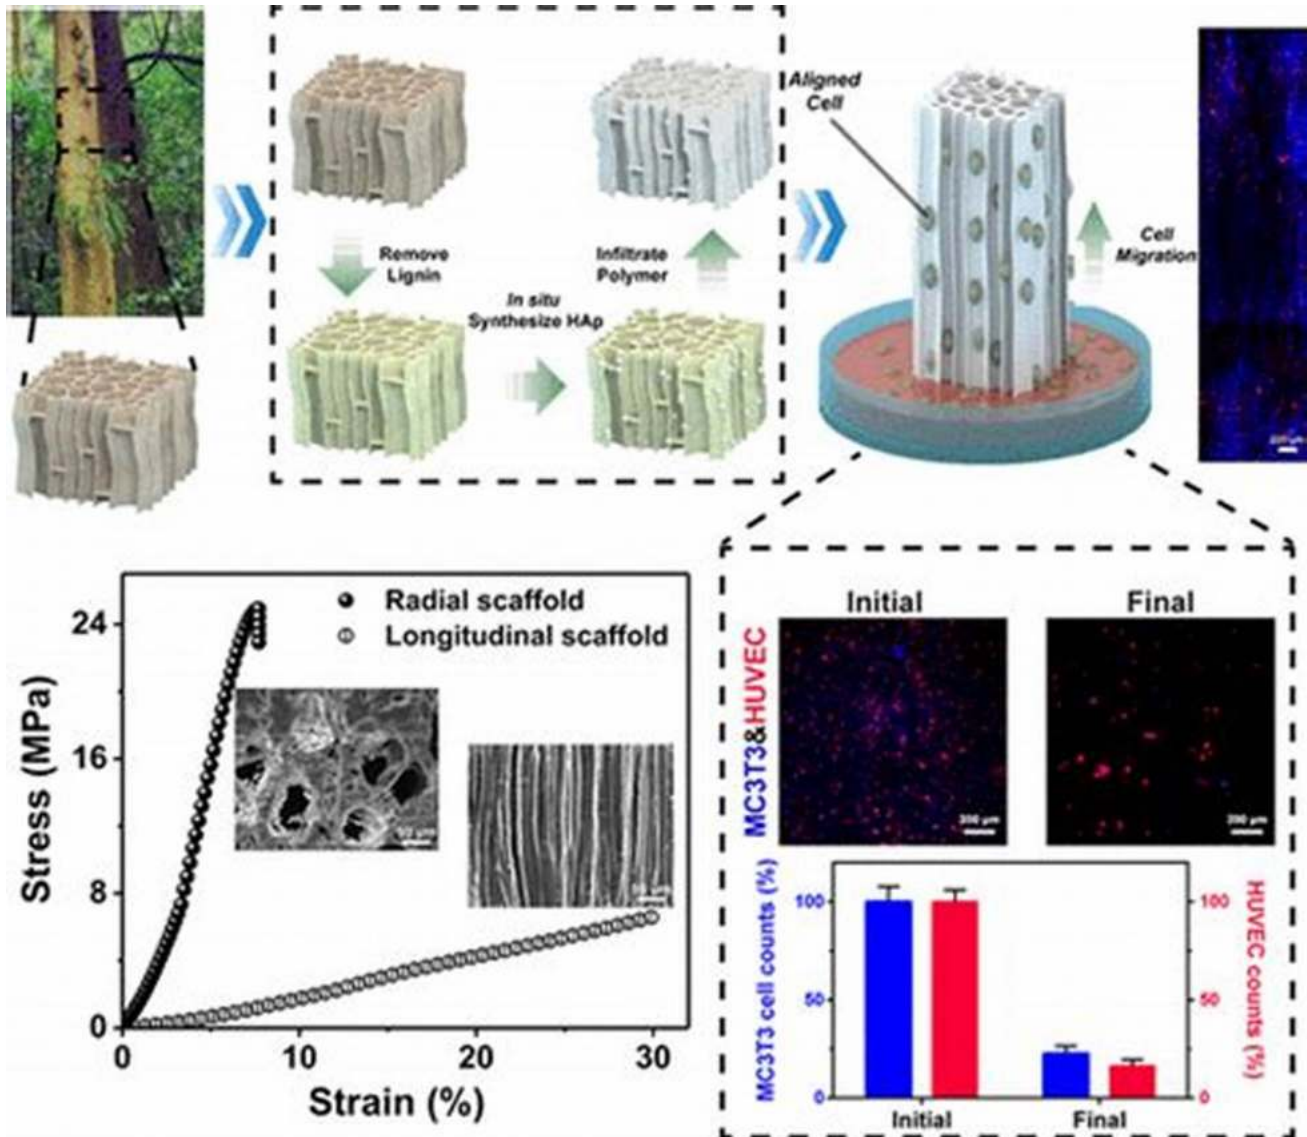 Aligned
Cell
Remove
Lignin
In situ
Synthesize HAp
Infiltrate
Polymer
Cell
Migration
Stress (MPa)
24
16
8
0
0
10
20
30
Strain (%)
Radial scaffold
Longitudinal scaffold
Initial
Final
MC3T3&HUVEC
MC3T3 cell counts (%)
100
50
0
HUVEC counts (%)
100
50
0
Initial
Final